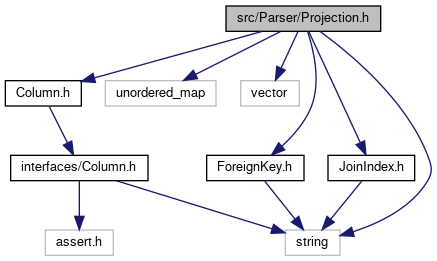 src/Parser/Projection.h
Column.h
unordered_map
vector
interfaces/Column.h
ForeignKey.h
JoinIndex.h
assert.h
string